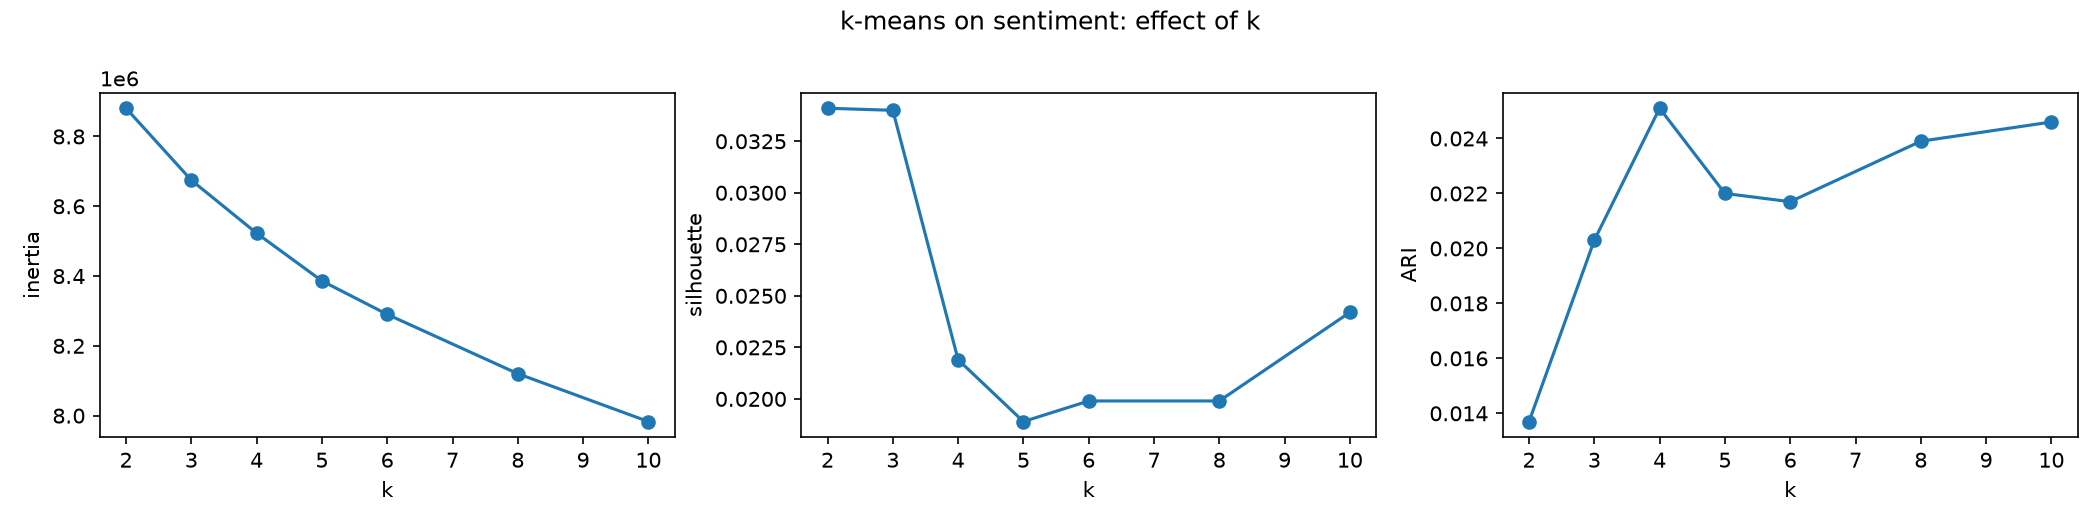 k-means on sentiment: effect of k
1e6
8.8
8.6
8.4
8.2
8.0
inertia
2 3 4 5 6 7 8 9 10
k
0.0325
0.0300
0.0275
0.0250
0.0225
0.0200
silhouette
2 3 4 5 6 7 8 9 10
k
0.024
0.022
0.020
0.018
0.016
0.014
ARI
2 3 4 5 6 7 8 9 10
k